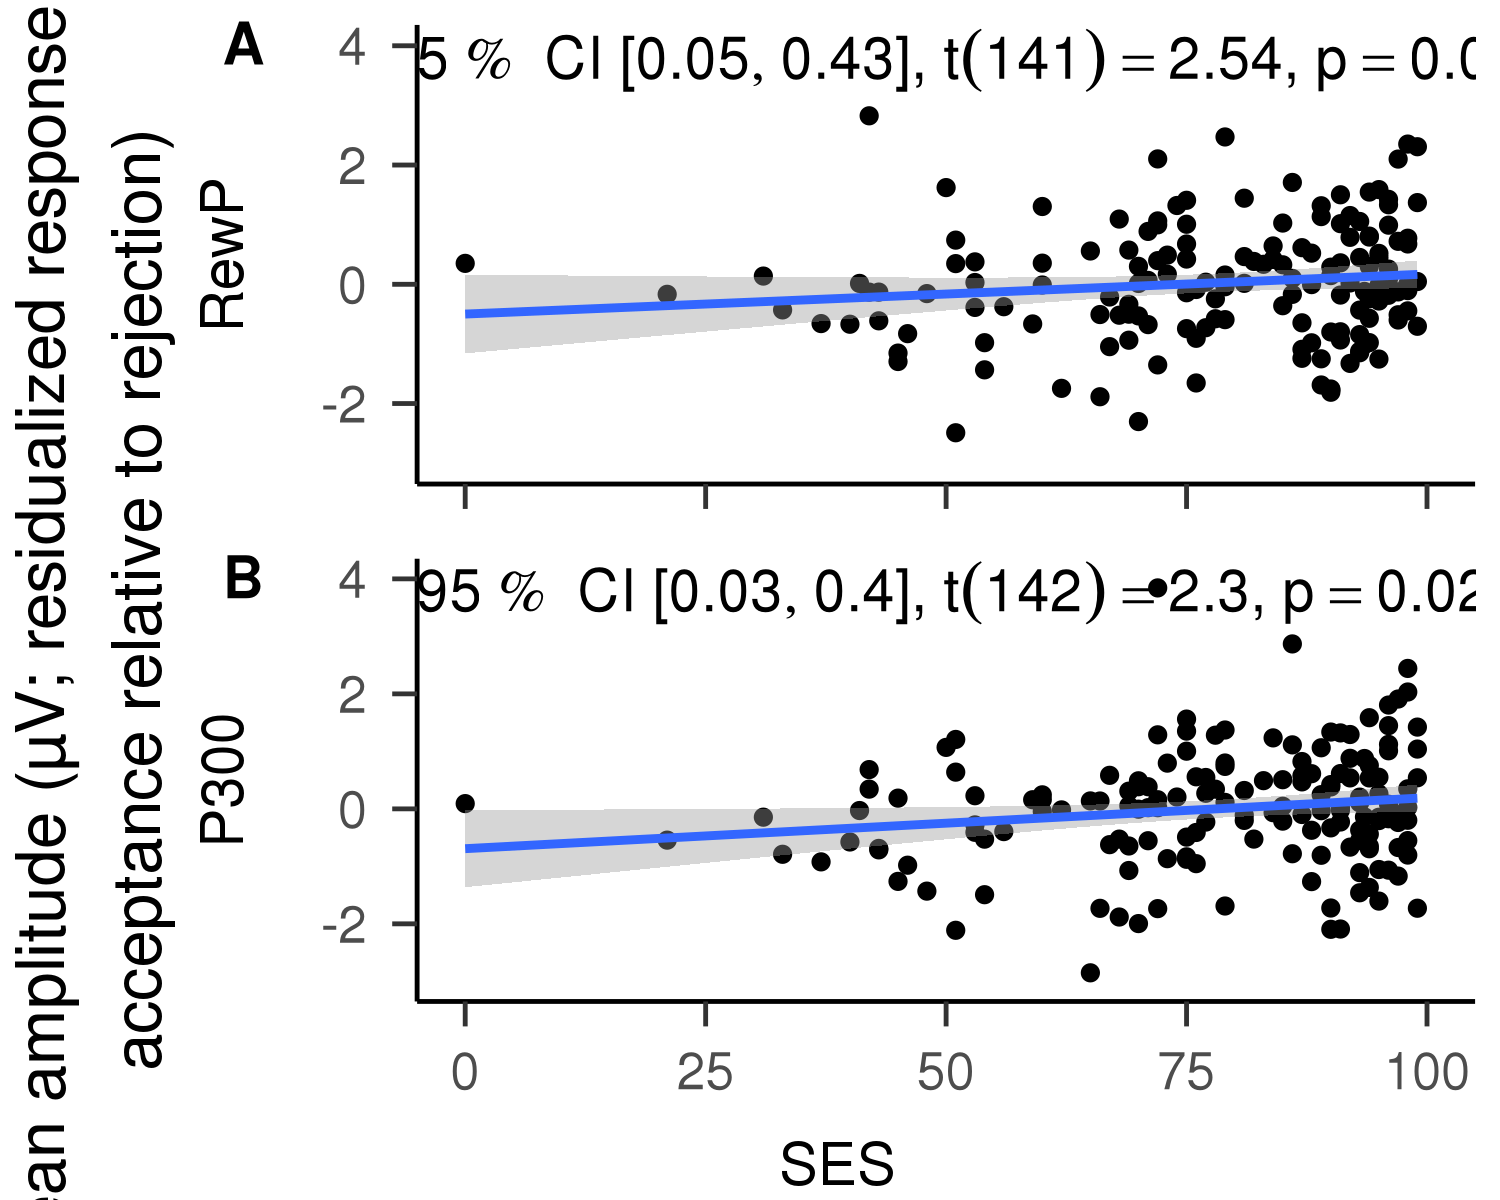 ean amplitude (µV; residualized response
acceptance relative to rejection)
A
RewP
5 % CI [0.05, 0.43], t(141) = 2.54, p = 0.0
4
2
0
-2
B
P300
95 % CI [0.03, 0.4], t(142) = 2.3, p = 0.02
4
2
0
-2
0 25 50 75 100
SES